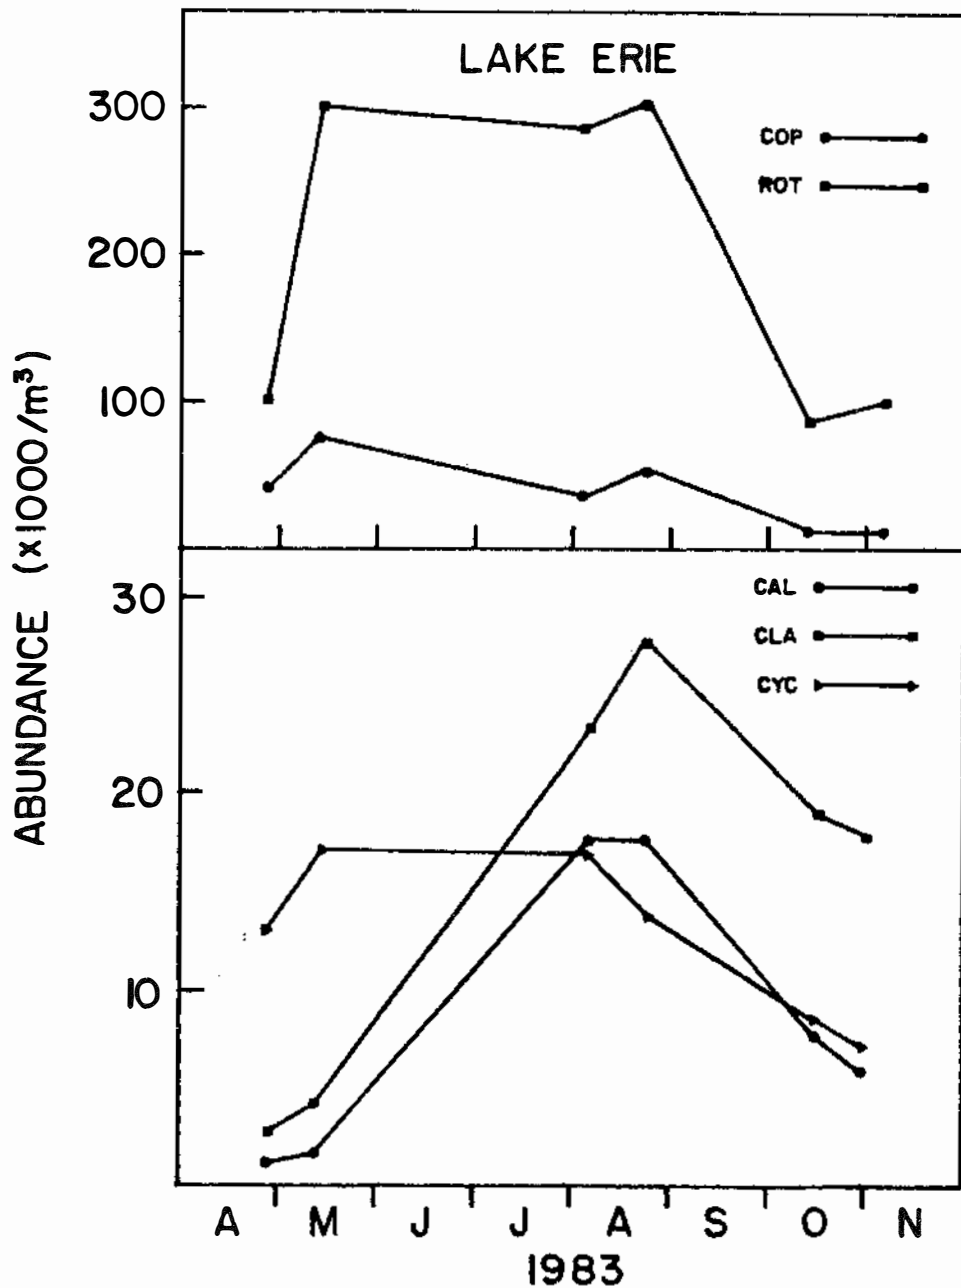 LAKE ERIE
300
200
100
COP
ROT
ABUNDANCE (x1000/m³)
30
20
10
CAL
CLA
CYC
A M J J A S O N
1983